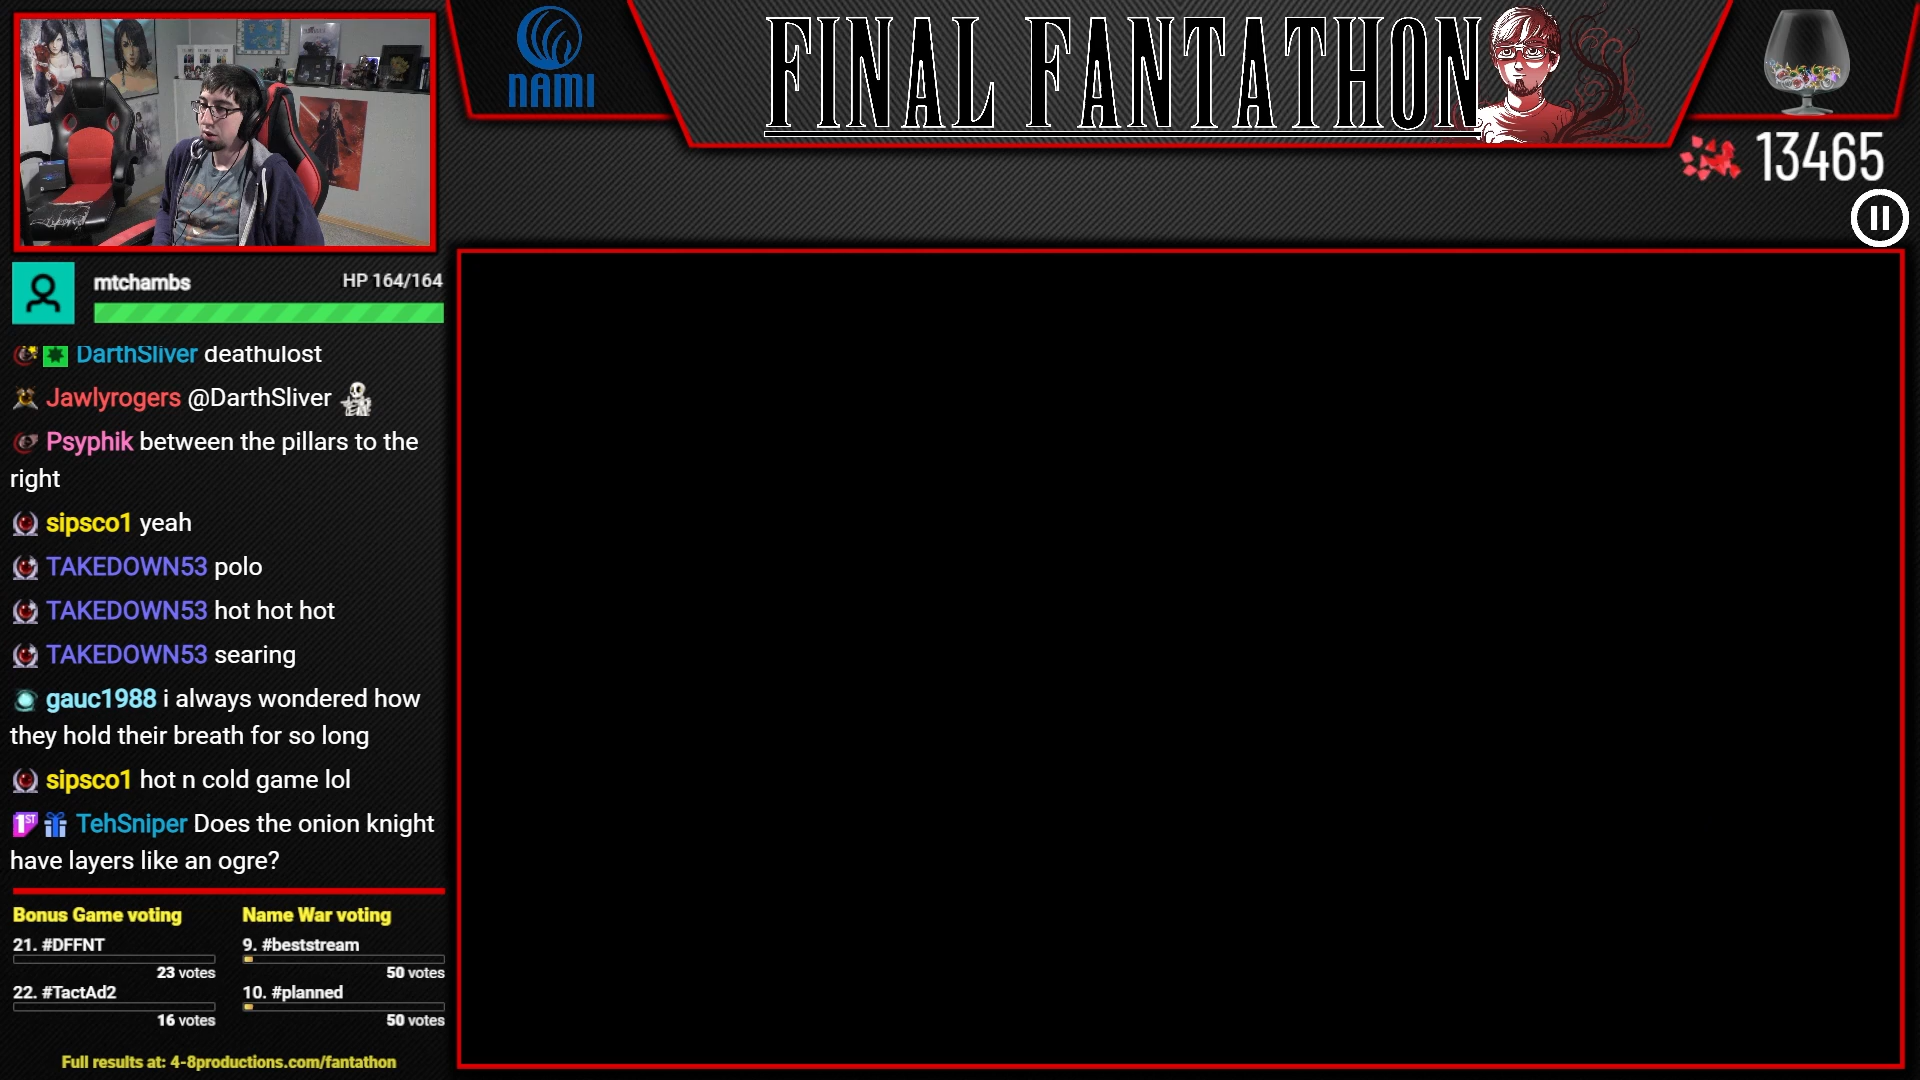 NAMI
FINAL FANTATHON
13465
mtchambs
HP 164/164
DarthSliver deathulost
Jawlyrogers @DarthSliver
Psyphik between the pillars to the
right
sipsco1 yeah
TAKEDOWN53 polo
TAKEDOWN53 hot hot hot
TAKEDOWN53 searing
gauc1988 i always wondered how
they hold their breath for so long
sipsco1 hot n cold game lol
1ST TehSniper Does the onion knight
have layers like an ogre?
Bonus Game voting
21. #DFFNT
23 votes
22. #TactAd2
16 votes
Name War voting
9. #beststream
50 votes
10. #planned
50 votes
Full results at: 4-8productions.com/fantathon